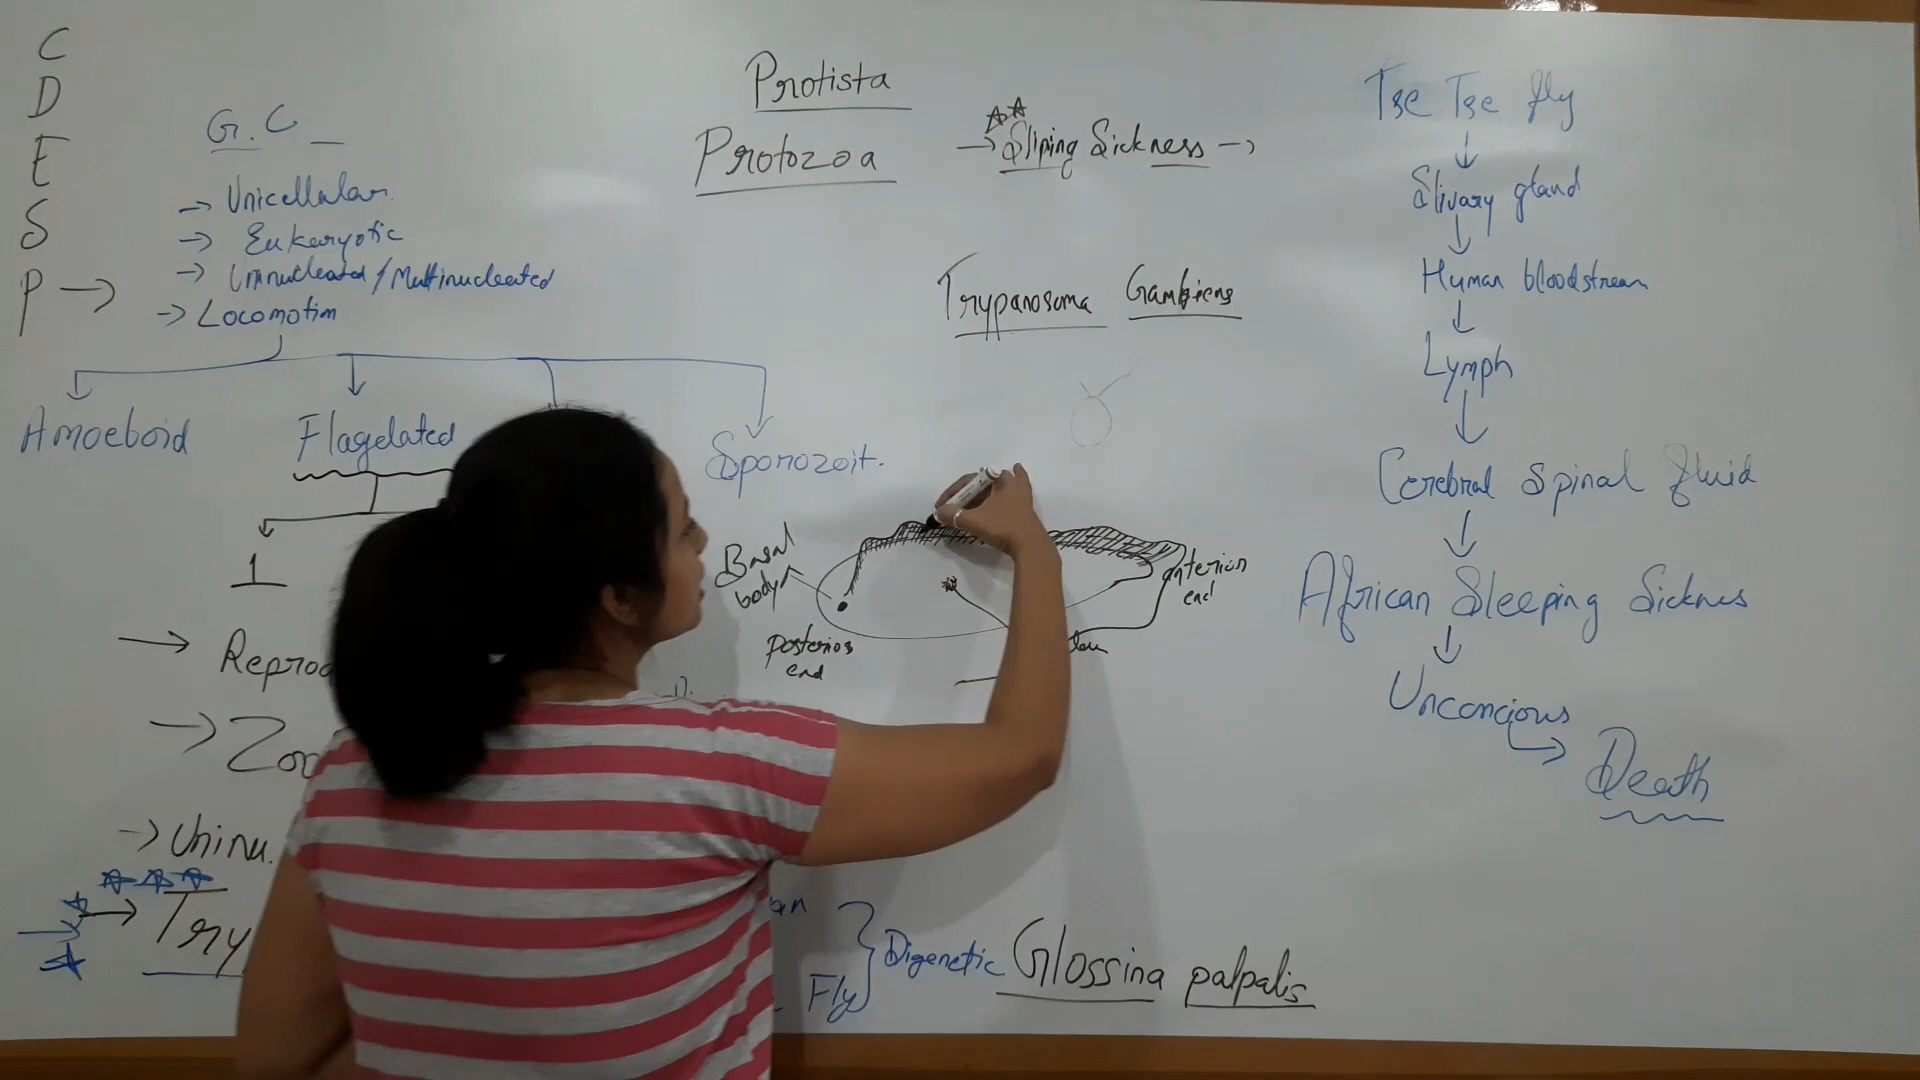 C
D
E
S
P →
G.C _
→ Unicellular.
→ Eukaryotic
→ Uninucleated / Multinucleated
→ Locomotion
Amoeboid
Flagelated
Sporozoit.
1
→ Reprod
→ Zoo
→ Uninu.
→ Try
Protista
Protozoa
→ Sliping Sickness →
Trypanosoma Gambiens
Basal
body
Posterior
end
anterior
end
Fly
Digenetic
Glossina palpalis
Tse Tse fly
Slivary gland
Human bloodstream
Lymph
Cerebral Spinal fluid
African Sleeping Sicknes
Unconcious
Death